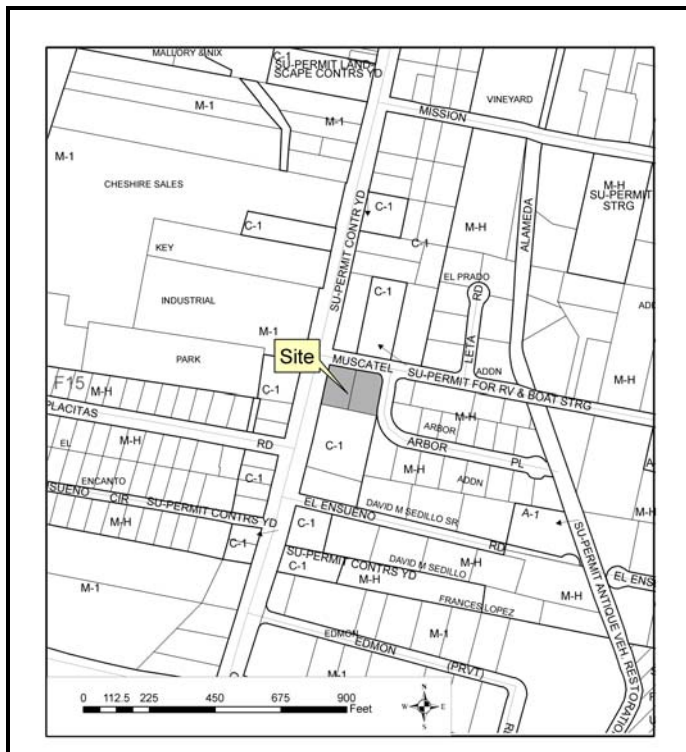 MALLORY & NIX
C-1
SU-PERMIT LAND-
SCAPE CONTRS YD
M-1
M-1
M-1
MISSION
VINEYARD
M-H
SU-PERMIT
STRG
CHESHIRE SALES
C-1
C-1
SU-PERMIT CONTR YD
M-H
ALAMEDA
C-1
KEY
EL PRADO
C-1
INDUSTRIAL
LETA RD
M-1
PARK
Site
MUSCATEL
ADDN
SU-PERMIT FOR RV & BOAT STRG
F15
M-H
C-1
M-H
PLACITAS
RD
ARBOR
ARBOR
PL
EL
M-H
C-1
M-H
ADDN
ENCANTO
C-1
CIR
SU-PERMIT CONTRS YD
M-H
EL ENSUENO
RD
DAVID M SEDILLO SR
A-1
M-H
C-1
C-1
DAVID M SEDILLO
M-H
SU-PERMIT CONTRS YD
C-1
M-H
M-H
EL ENS
M-1
FRANCES LOPEZ
SU-PERMIT ANTIQUE VEH. RESTORATIO
EDMON
M-1
EDMON
(PRVT)
M-1
0 112.5 225 450 675 900
Feet
N
W
E
S